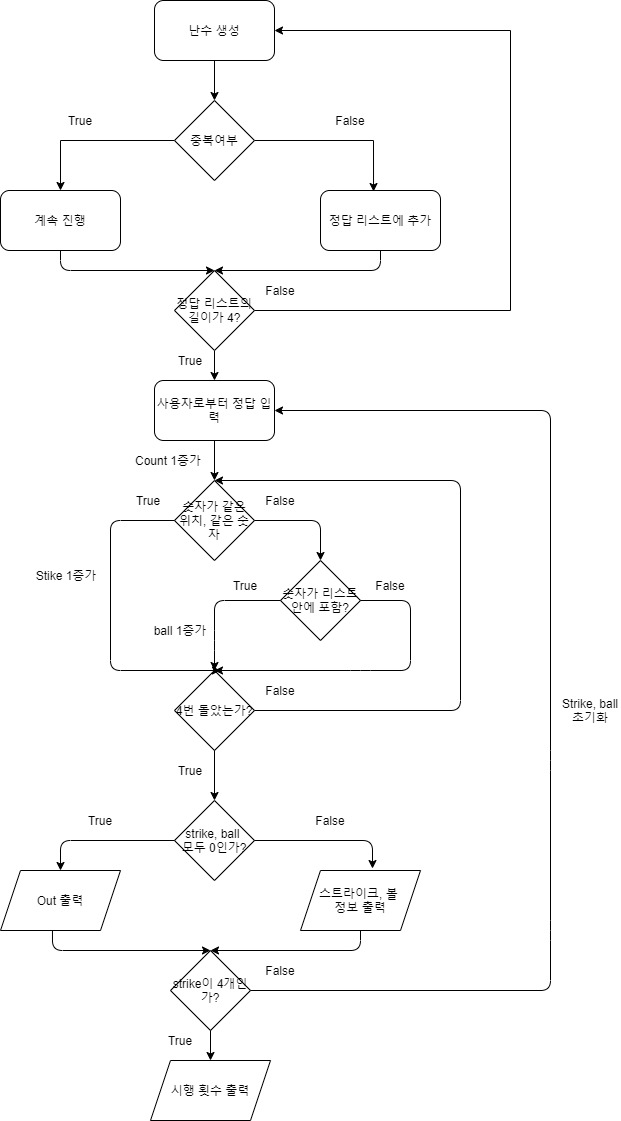 난수 생성
True
False
중복여부
계속 진행
정답 리스트에 추가
정답 리스트의
길이가 4?
False
True
사용자로부터 정답 입
력
Count 1증가
True
False
숫자가 같은
위치, 같은 숫
자
Stike 1증가
True
False
숫자가 리스트
안에 포함?
ball 1증가
False
4번 돌았는가?
Strike, ball
초기화
True
True
False
strike, ball
모두 0인가?
Out 출력
스트라이크, 볼
정보 출력
False
strike이 4개인
가?
True
시행 횟수 출력